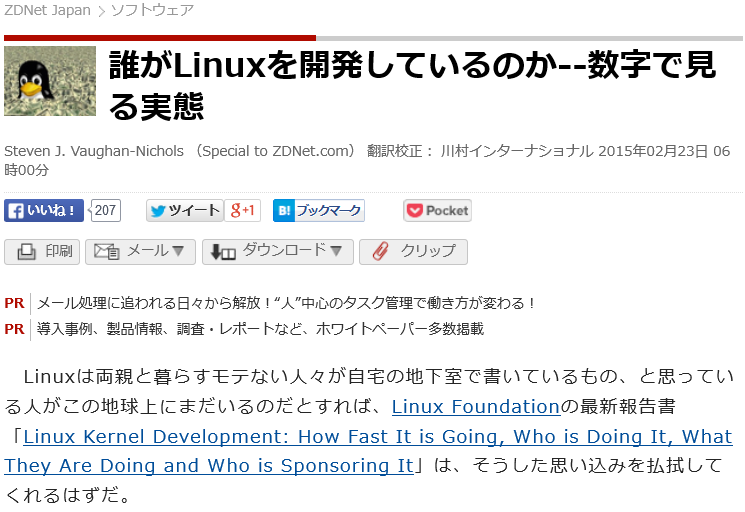 ZDNet Japan > ソフトウェア
誰がLinuxを開発しているのか--数字で見
る実態
Steven J. Vaughan-Nichols （Special to ZDNet.com） 翻訳校正： 川村インターナショナル 2015年02月23日 06
時00分
いいね！ 207 ツイート g+1 B! ブックマーク Pocket
印刷 メール▼ ダウンロード▼ クリップ
PR メール処理に追われる日々から解放！“人”中心のタスク管理で働き方が変わる！
PR 導入事例、製品情報、調査・レポートなど、ホワイトペーパー多数掲載
Linuxは両親と暮らすモテない人々が自宅の地下室で書いているもの、と思ってい
る人がこの地球上にまだいるのだとすれば、Linux Foundationの最新報告書
「Linux Kernel Development: How Fast It is Going, Who is Doing It, What
They Are Doing and Who is Sponsoring It」は、そうした思い込みを払拭して
くれるはずだ。